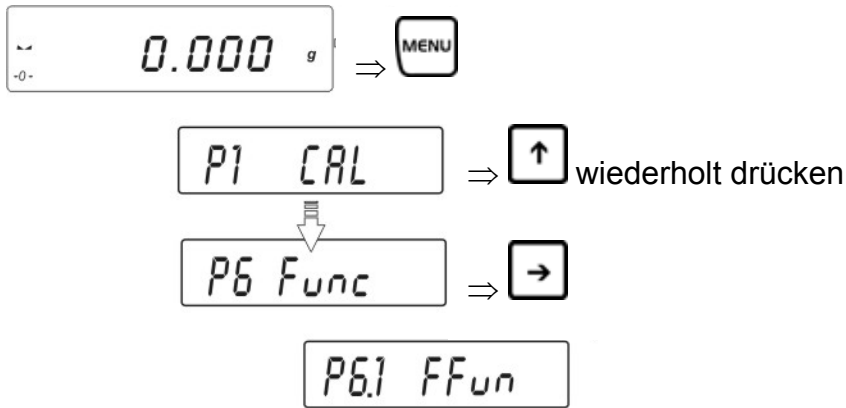 0.000 g ⇒ MENU
-0-
P1 CAL ⇒ ↑ wiederholt drücken
P6 Func ⇒ →
P6.1 FFun